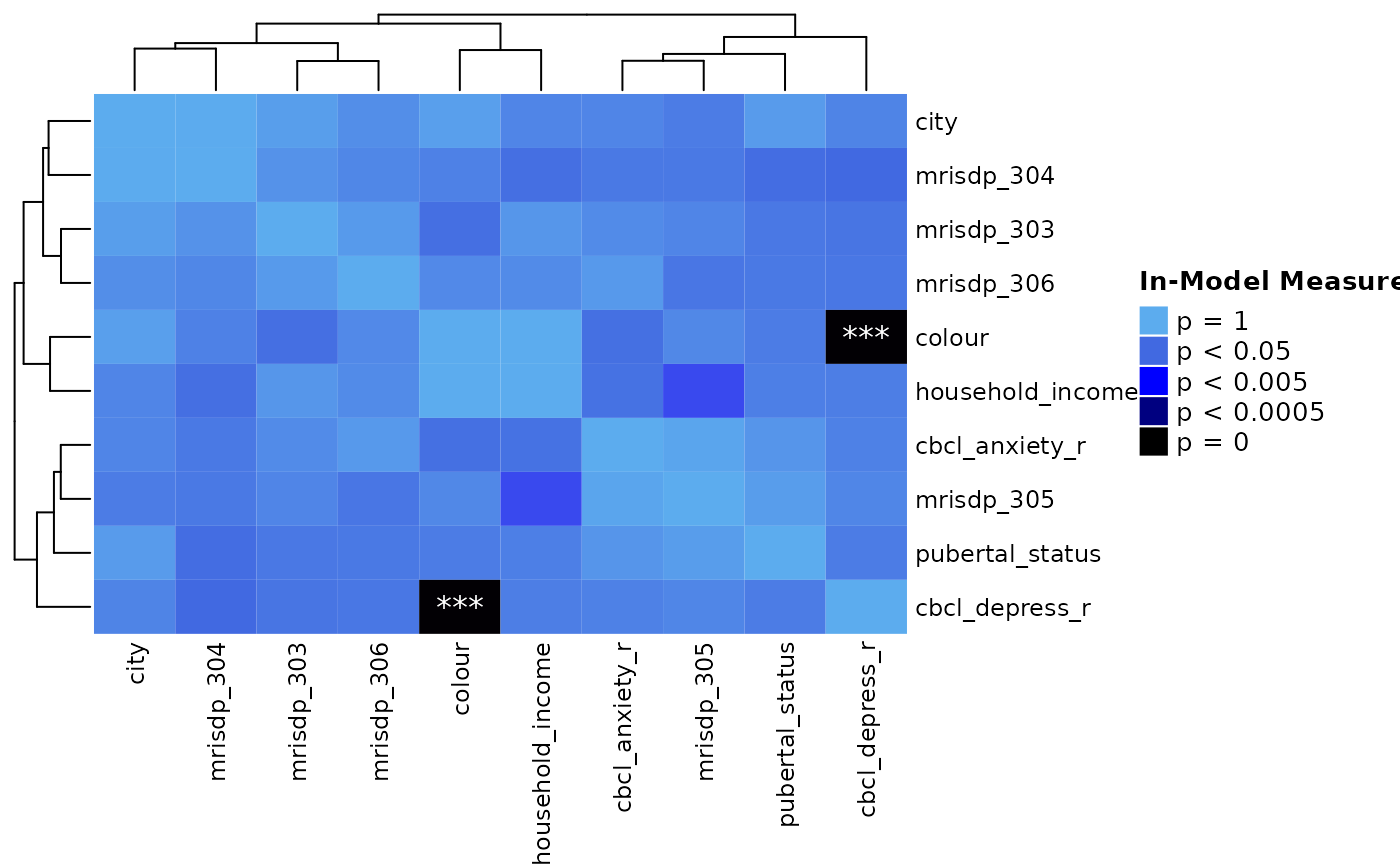 city
mrisdp_304
mrisdp_303
mrisdp_306
***
colour
household_income
cbcl_anxiety_r
mrisdp_305
pubertal_status
***
cbcl_depress_r
In-Model Measure
p = 1
p < 0.05
p < 0.005
p < 0.0005
p = 0
city
mrisdp_304
mrisdp_303
mrisdp_306
colour
household_income
cbcl_anxiety_r
mrisdp_305
pubertal_status
cbcl_depress_r